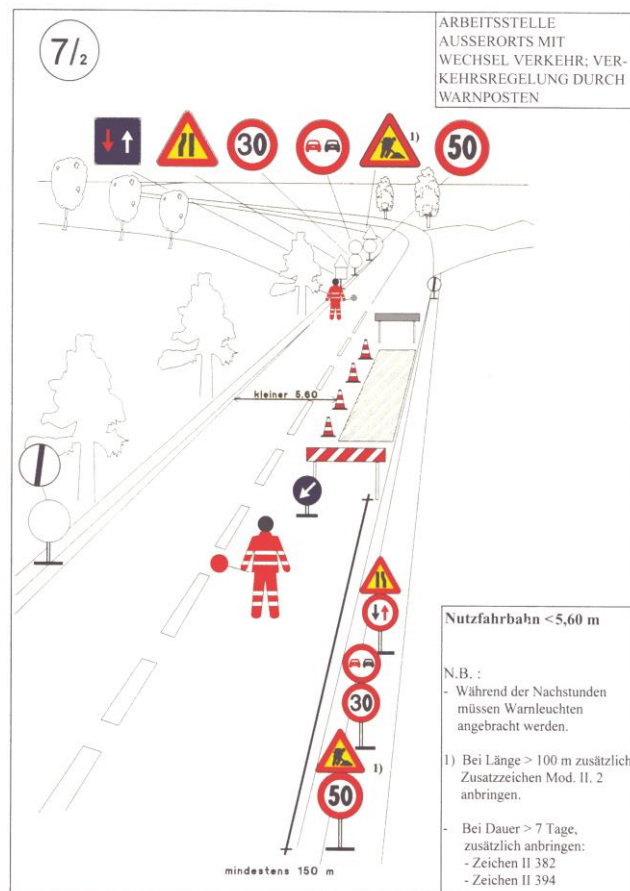 7/2
ARBEITSSTELLE
AUSSERORTS MIT
WECHSEL VERKEHR; VER-
KEHRSREGELUNG DURCH
WARNPOSTEN
30
1)
50
kleiner 5.60
30
1)
50
mindestens 150 m
Nutzfahrbahn <5,60 m
N.B. :
- Während der Nachstunden
müssen Warnleuchten
angebracht werden.
1) Bei Länge > 100 m zusätzlich
Zusatzzeichen Mod. II. 2
anbringen.
- Bei Dauer > 7 Tage,
zusätzlich anbringen:
- Zeichen II 382
- Zeichen II 394